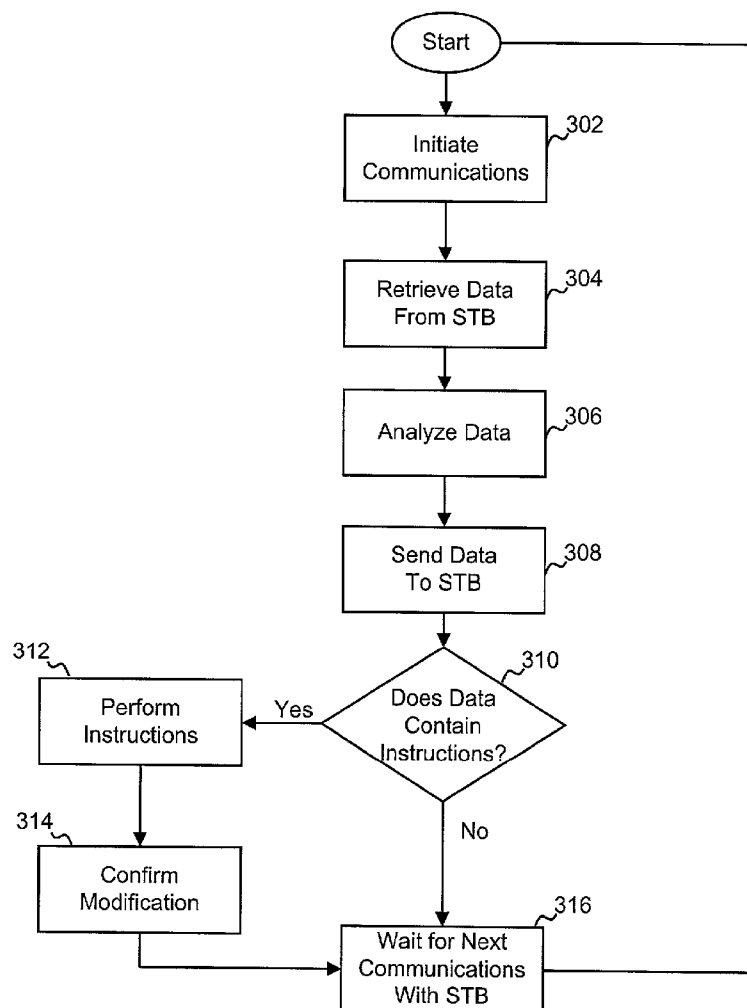 Start
302
Initiate
Communications
304
Retrieve Data
From STB
306
Analyze Data
308
Send Data
To STB
310
Does Data
Contain
Instructions?
Yes
312
Perform
Instructions
314
Confirm
Modification
No
316
Wait for Next
Communications
With STB